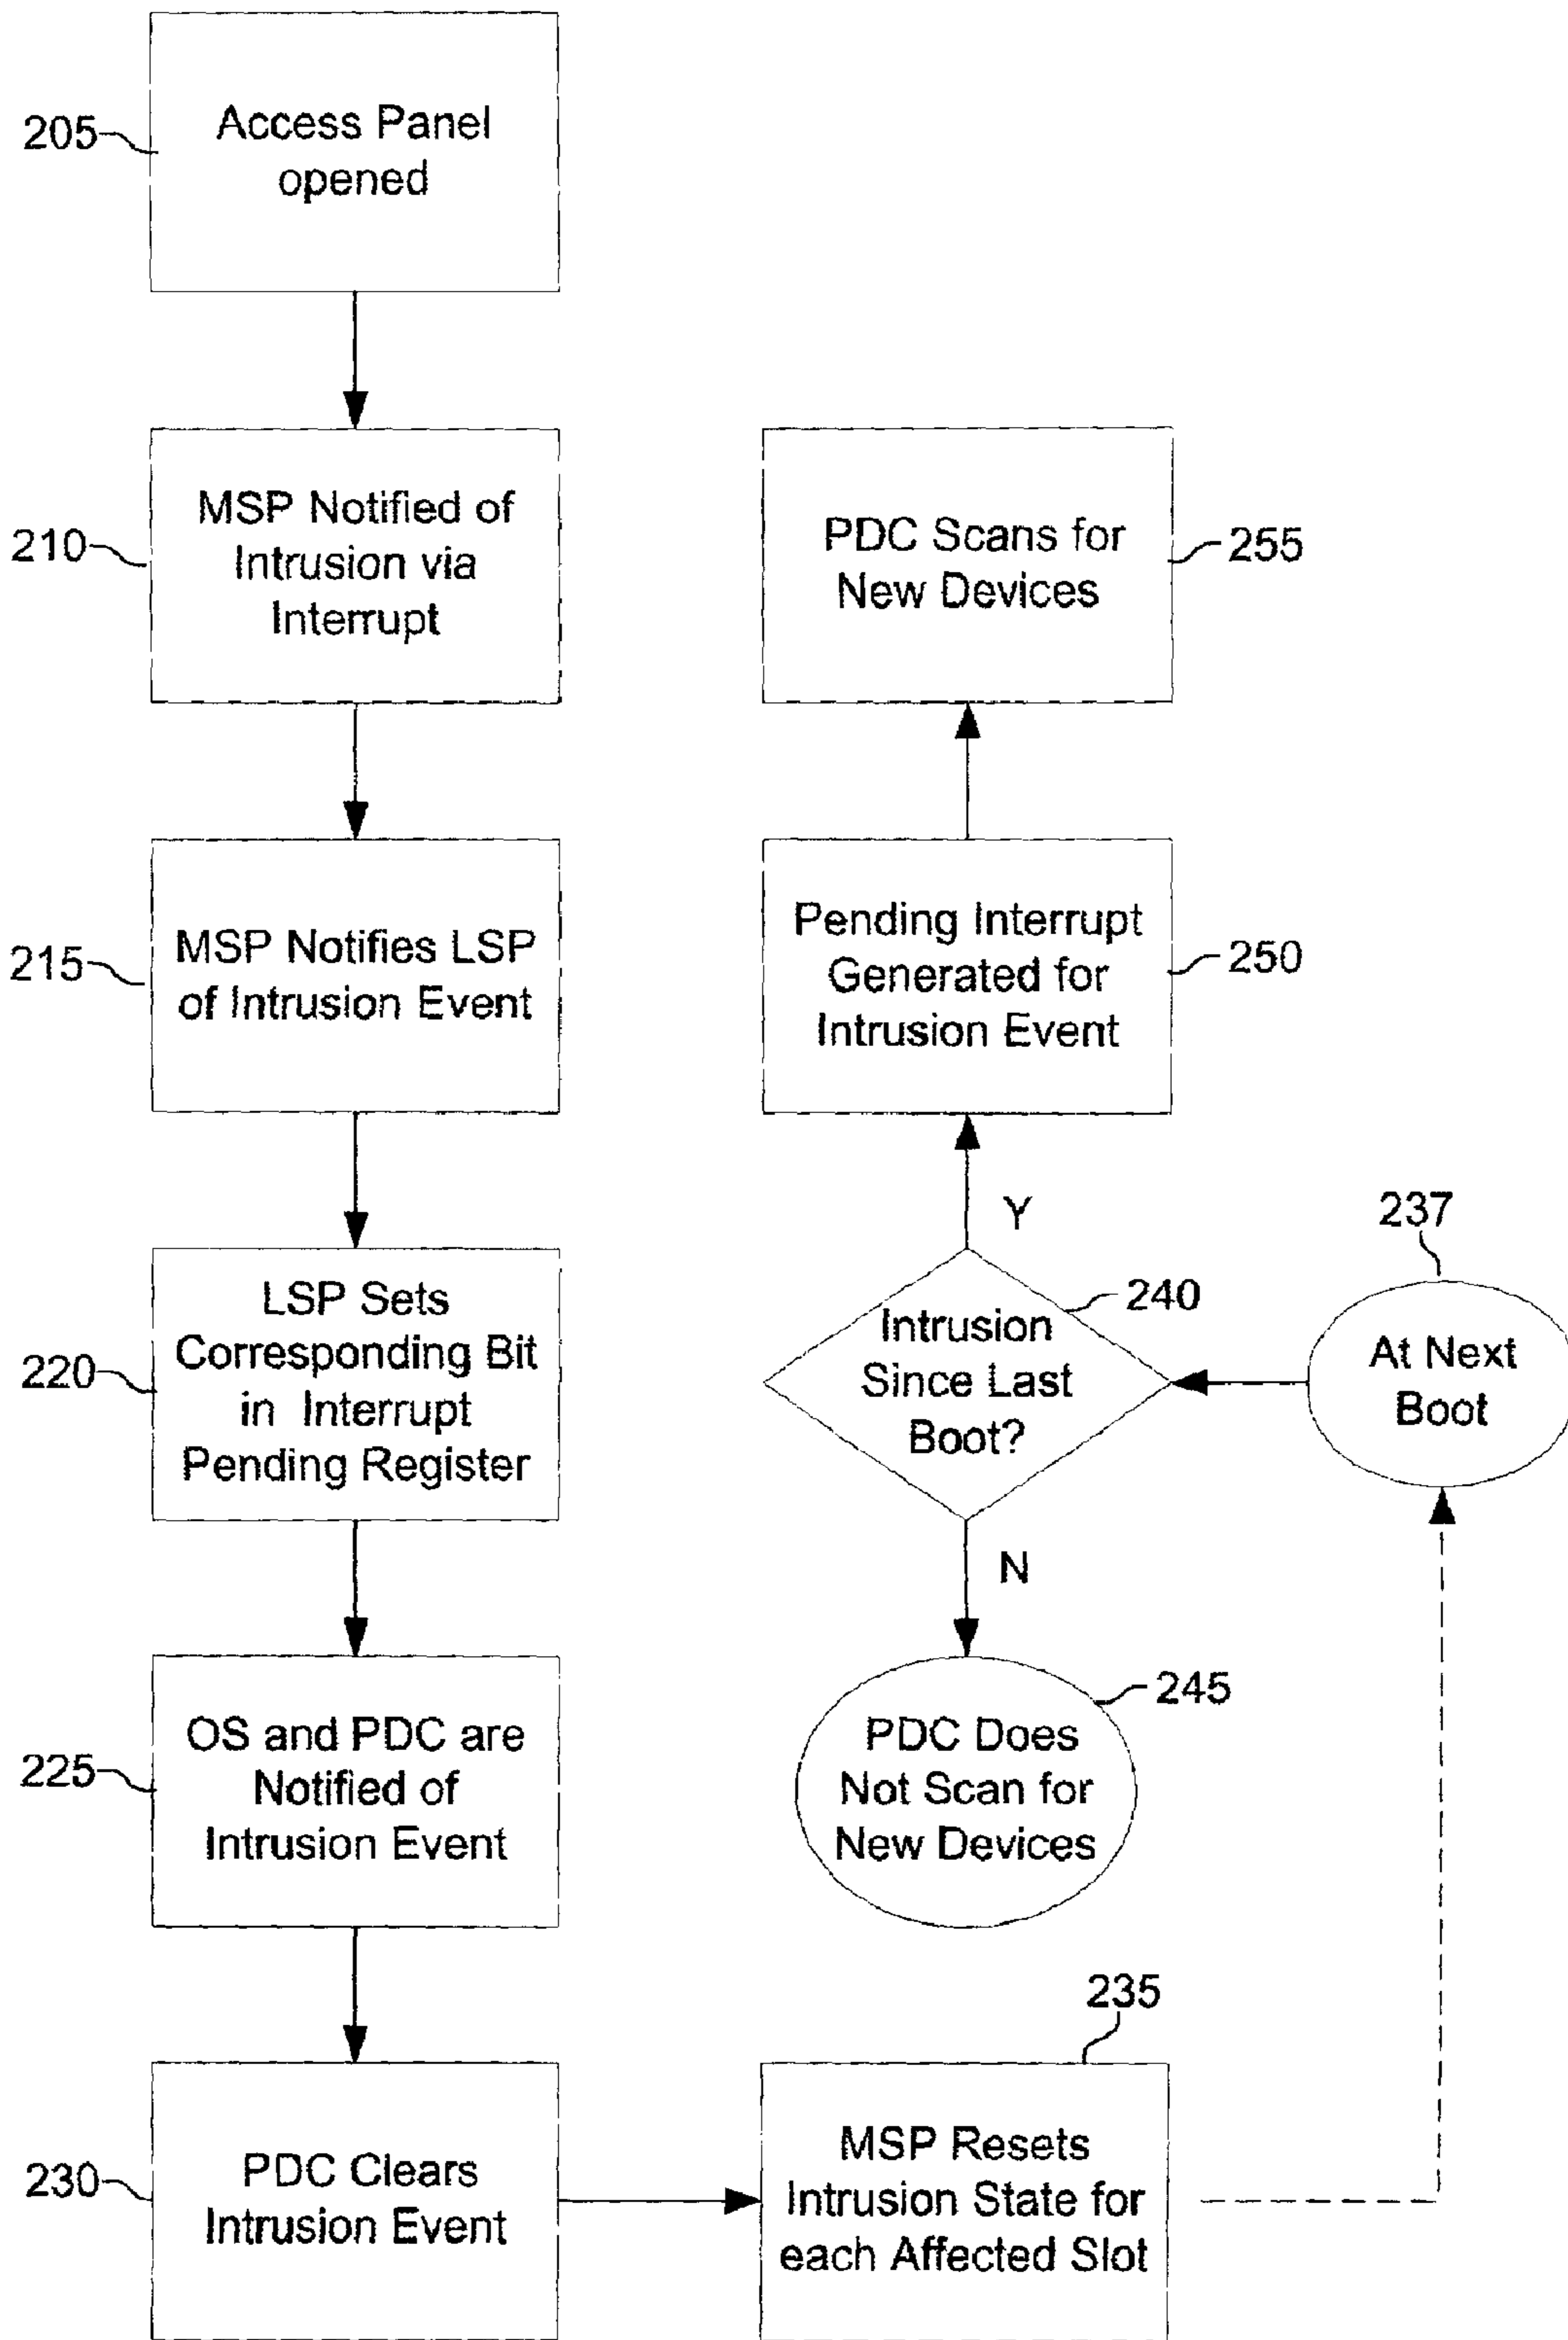 205
Access Panel
opened
210
MSP Notified of
Intrusion via
Interrupt
215
MSP Notifies LSP
of Intrusion Event
220
LSP Sets
Corresponding Bit
in Interrupt
Pending Register
225
OS and PDC are
Notified of
Intrusion Event
230
PDC Clears
Intrusion Event
235
MSP Resets
Intrusion State for
each Affected Slot
237
At Next
Boot
240
Intrusion
Since Last
Boot?
Y
N
245
PDC Does
Not Scan for
New Devices
250
Pending Interrupt
Generated for
Intrusion Event
255
PDC Scans for
New Devices